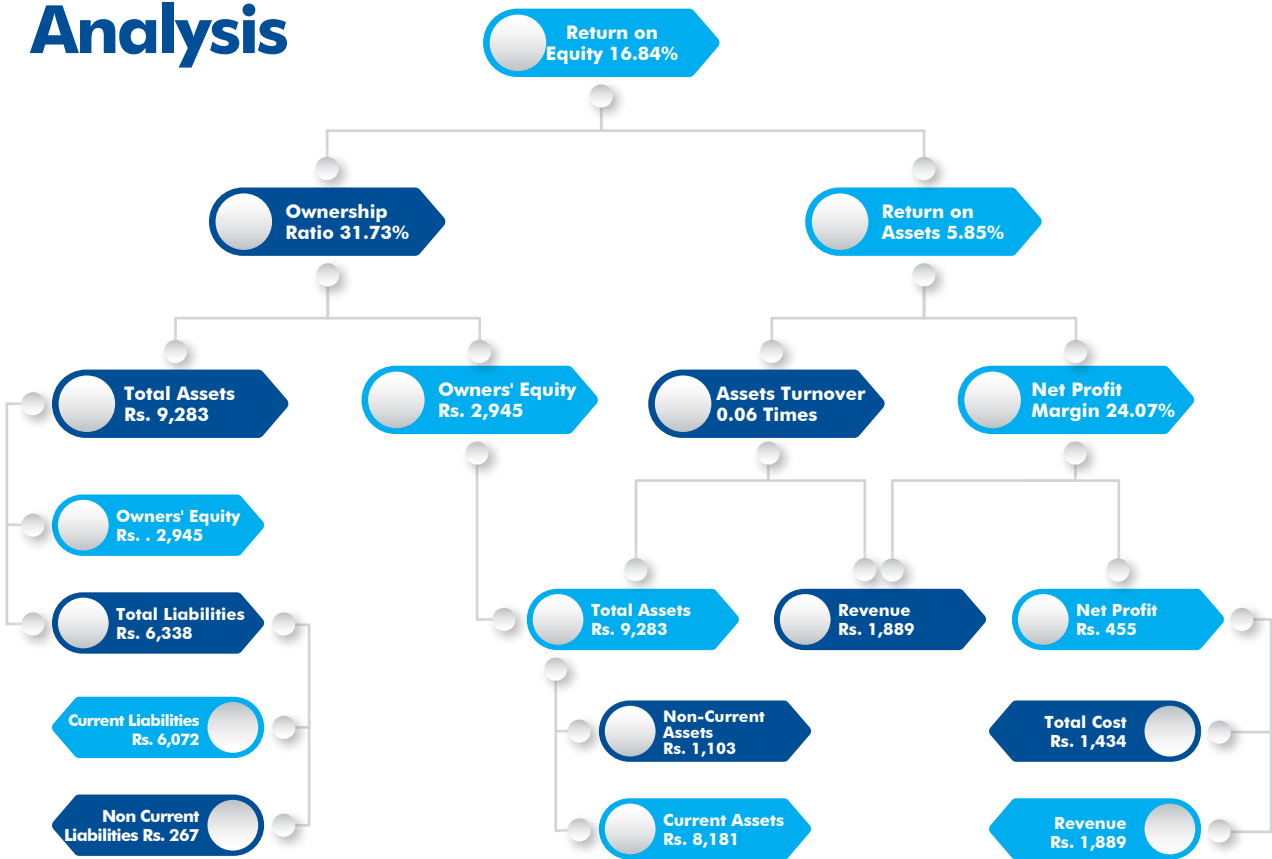 Analysis
Return on
Equity 16.84%
Ownership
Ratio 31.73%
Return on
Assets 5.85%
Total Assets
Rs. 9,283
Owners' Equity
Rs. 2,945
Assets Turnover
0.06 Times
Net Profit
Margin 24.07%
Owners' Equity
Rs. . 2,945
Total Liabilities
Rs. 6,338
Total Assets
Rs. 9,283
Revenue
Rs. 1,889
Net Profit
Rs. 455
Current Liabilities
Rs. 6,072
Non-Current
Assets
Rs. 1,103
Total Cost
Rs. 1,434
Non Current
Liabilities Rs. 267
Current Assets
Rs. 8,181
Revenue
Rs. 1,889